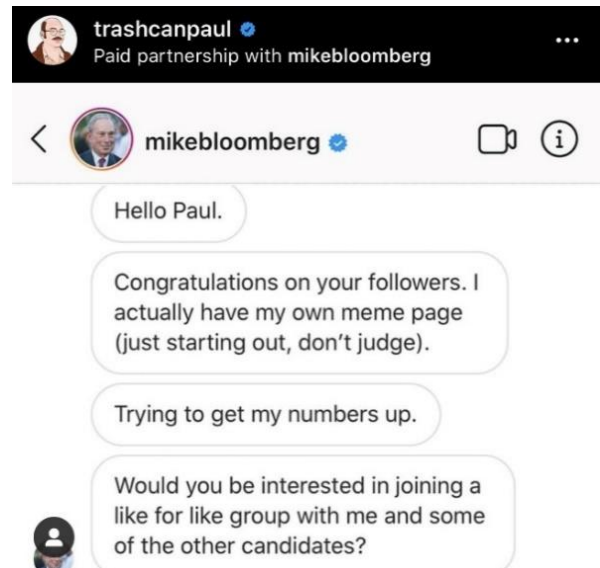 trashcanpaul
Paid partnership with mikebloomberg
mikebloomberg
Hello Paul.
Congratulations on your followers. I
actually have my own meme page
(just starting out, don’t judge).
Trying to get my numbers up.
Would you be interested in joining a
like for like group with me and some
of the other candidates?